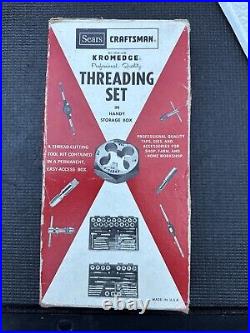 Sears CRAFTSMAN
KROMEDGE
Professional Quality
THREADING
SET
IN
HANDY
STORAGE BOX
A THREAD-CUTTING
TOOL KIT CONTAINED
IN A PERMANENT,
EASY-ACCESS BOX
PROFESSIONAL QUALITY
TAPS, DIES, AND
ACCESSORIES FOR
SHOP, FARM, AND
HOME WORKSHOP
MADE IN U.S.A.